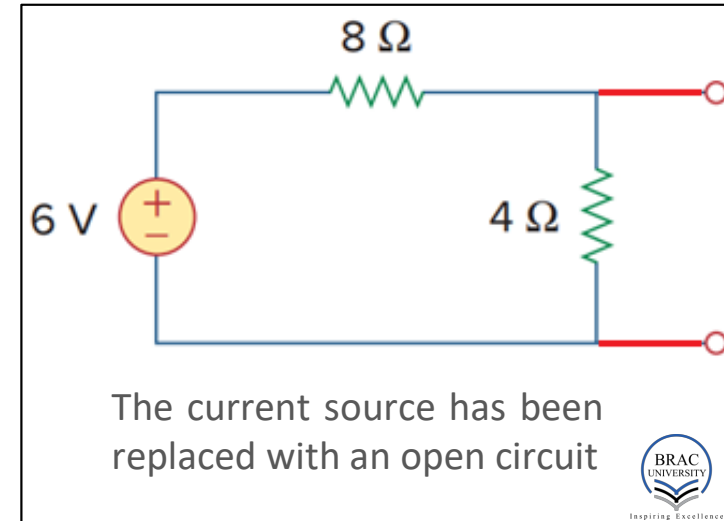 8 Ω
6 V
+
−
4 Ω
The current source has been
replaced with an open circuit
BRAC
UNIVERSITY
Inspiring Excellence